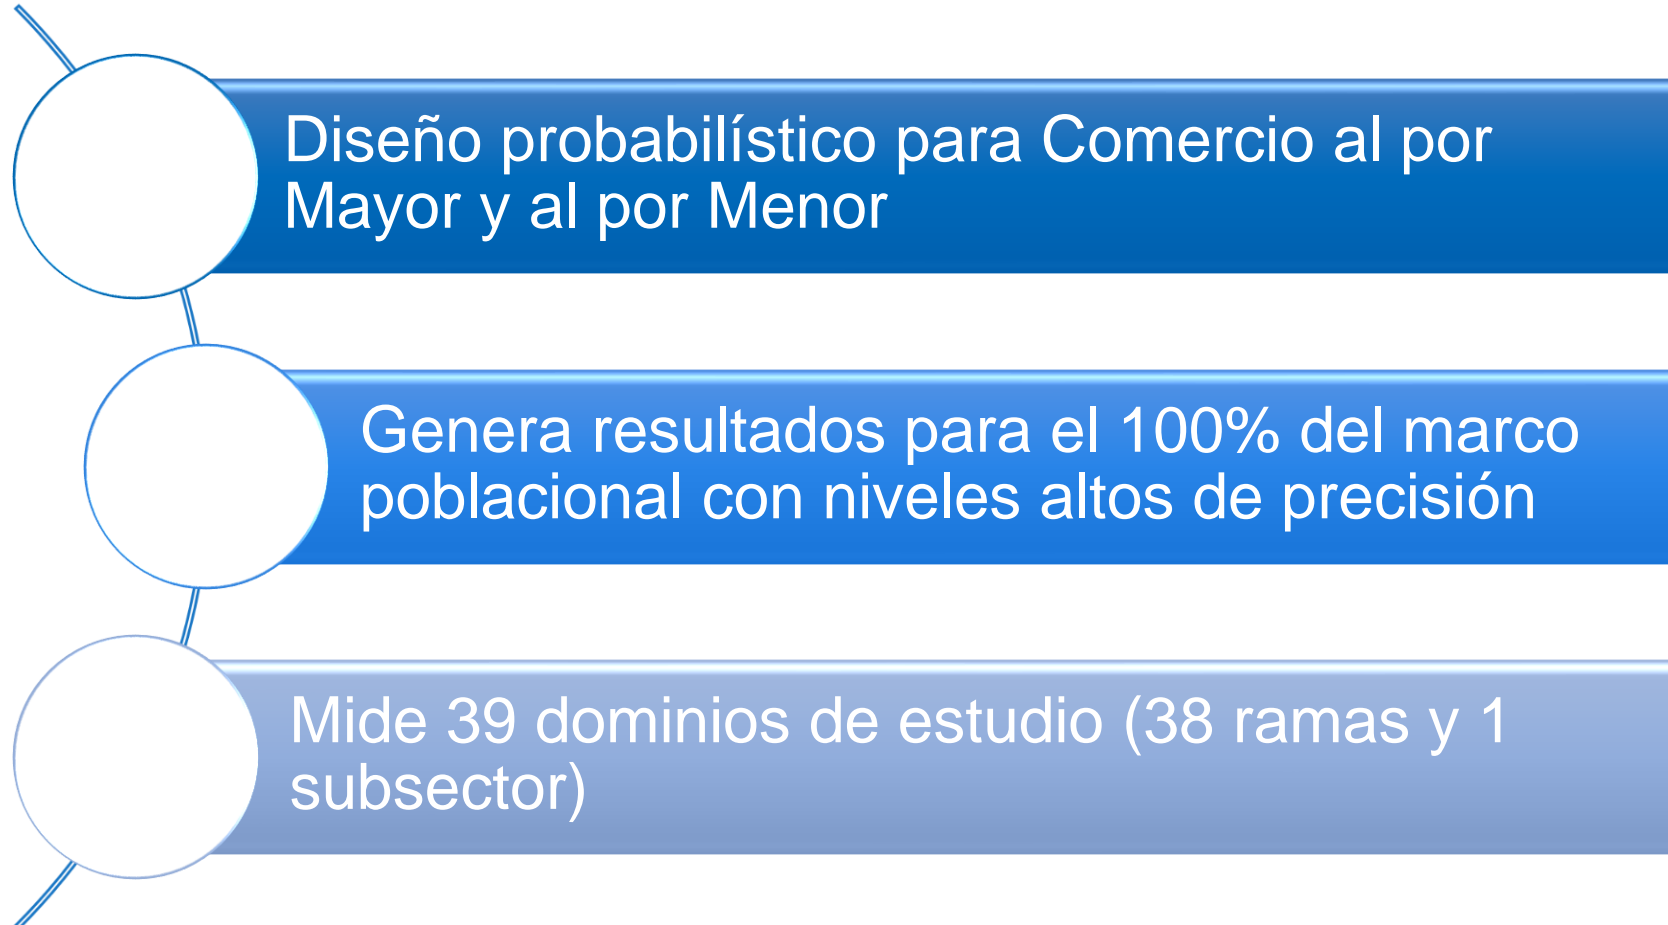 Diseño probabilístico para Comercio al por
Mayor y al por Menor
Genera resultados para el 100% del marco
poblacional con niveles altos de precisión
Mide 39 dominios de estudio (38 ramas y 1
subsector)